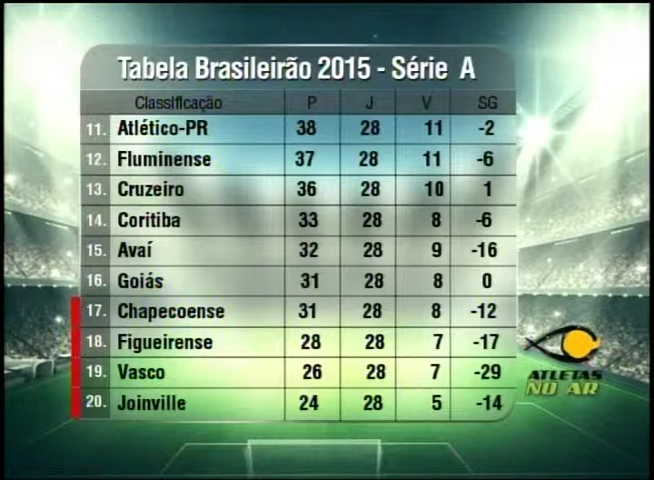 Tabela Brasileirão 2015 - Série A
Classificação P J V SG
11. Atlético-PR 38 28 11 -2
12. Fluminense 37 28 11 -6
13. Cruzeiro 36 28 10 1
14. Coritiba 33 28 8 -6
15. Avaí 32 28 9 -16
16. Goiás 31 28 8 0
17. Chapecoense 31 28 8 -12
18. Figueirense 28 28 7 -17
19. Vasco 26 28 7 -29
20. Joinville 24 28 5 -14
ATLETAS
NO AR